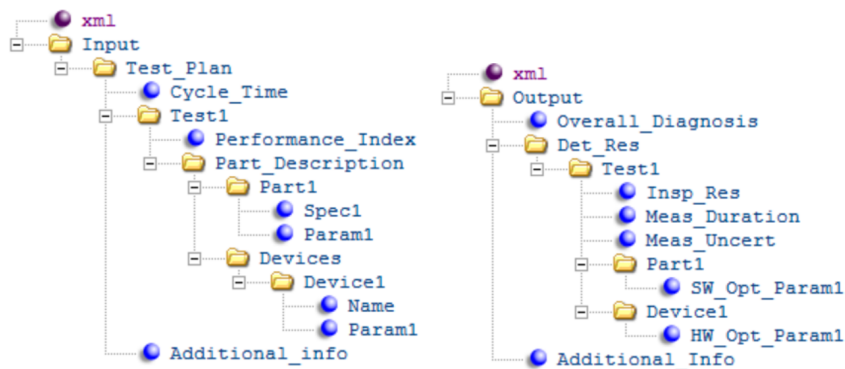 xml
Input
Test_Plan
Cycle_Time
Test1
Performance_Index
Part_Description
Part1
Spec1
Param1
Devices
Device1
Name
Param1
Additional_info
xml
Output
Overall_Diagnosis
Det_Res
Test1
Insp_Res
Meas_Duration
Meas_Uncert
Part1
SW_Opt_Param1
Device1
HW_Opt_Param1
Additional_Info